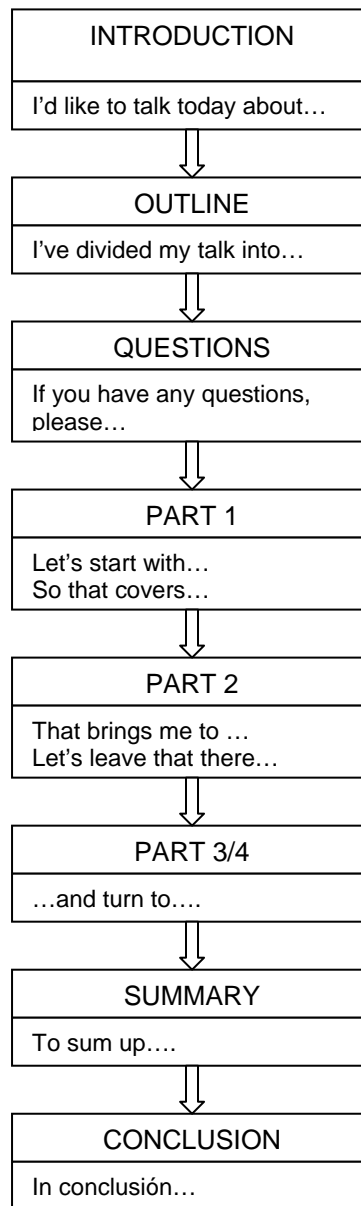 INTRODUCTION
I’d like to talk today about…
OUTLINE
I’ve divided my talk into…
QUESTIONS
If you have any questions,
please…
PART 1
Let’s start with…
So that covers…
PART 2
That brings me to …
Let’s leave that there…
PART 3/4
…and turn to….
SUMMARY
To sum up….
CONCLUSION
In conclusión…